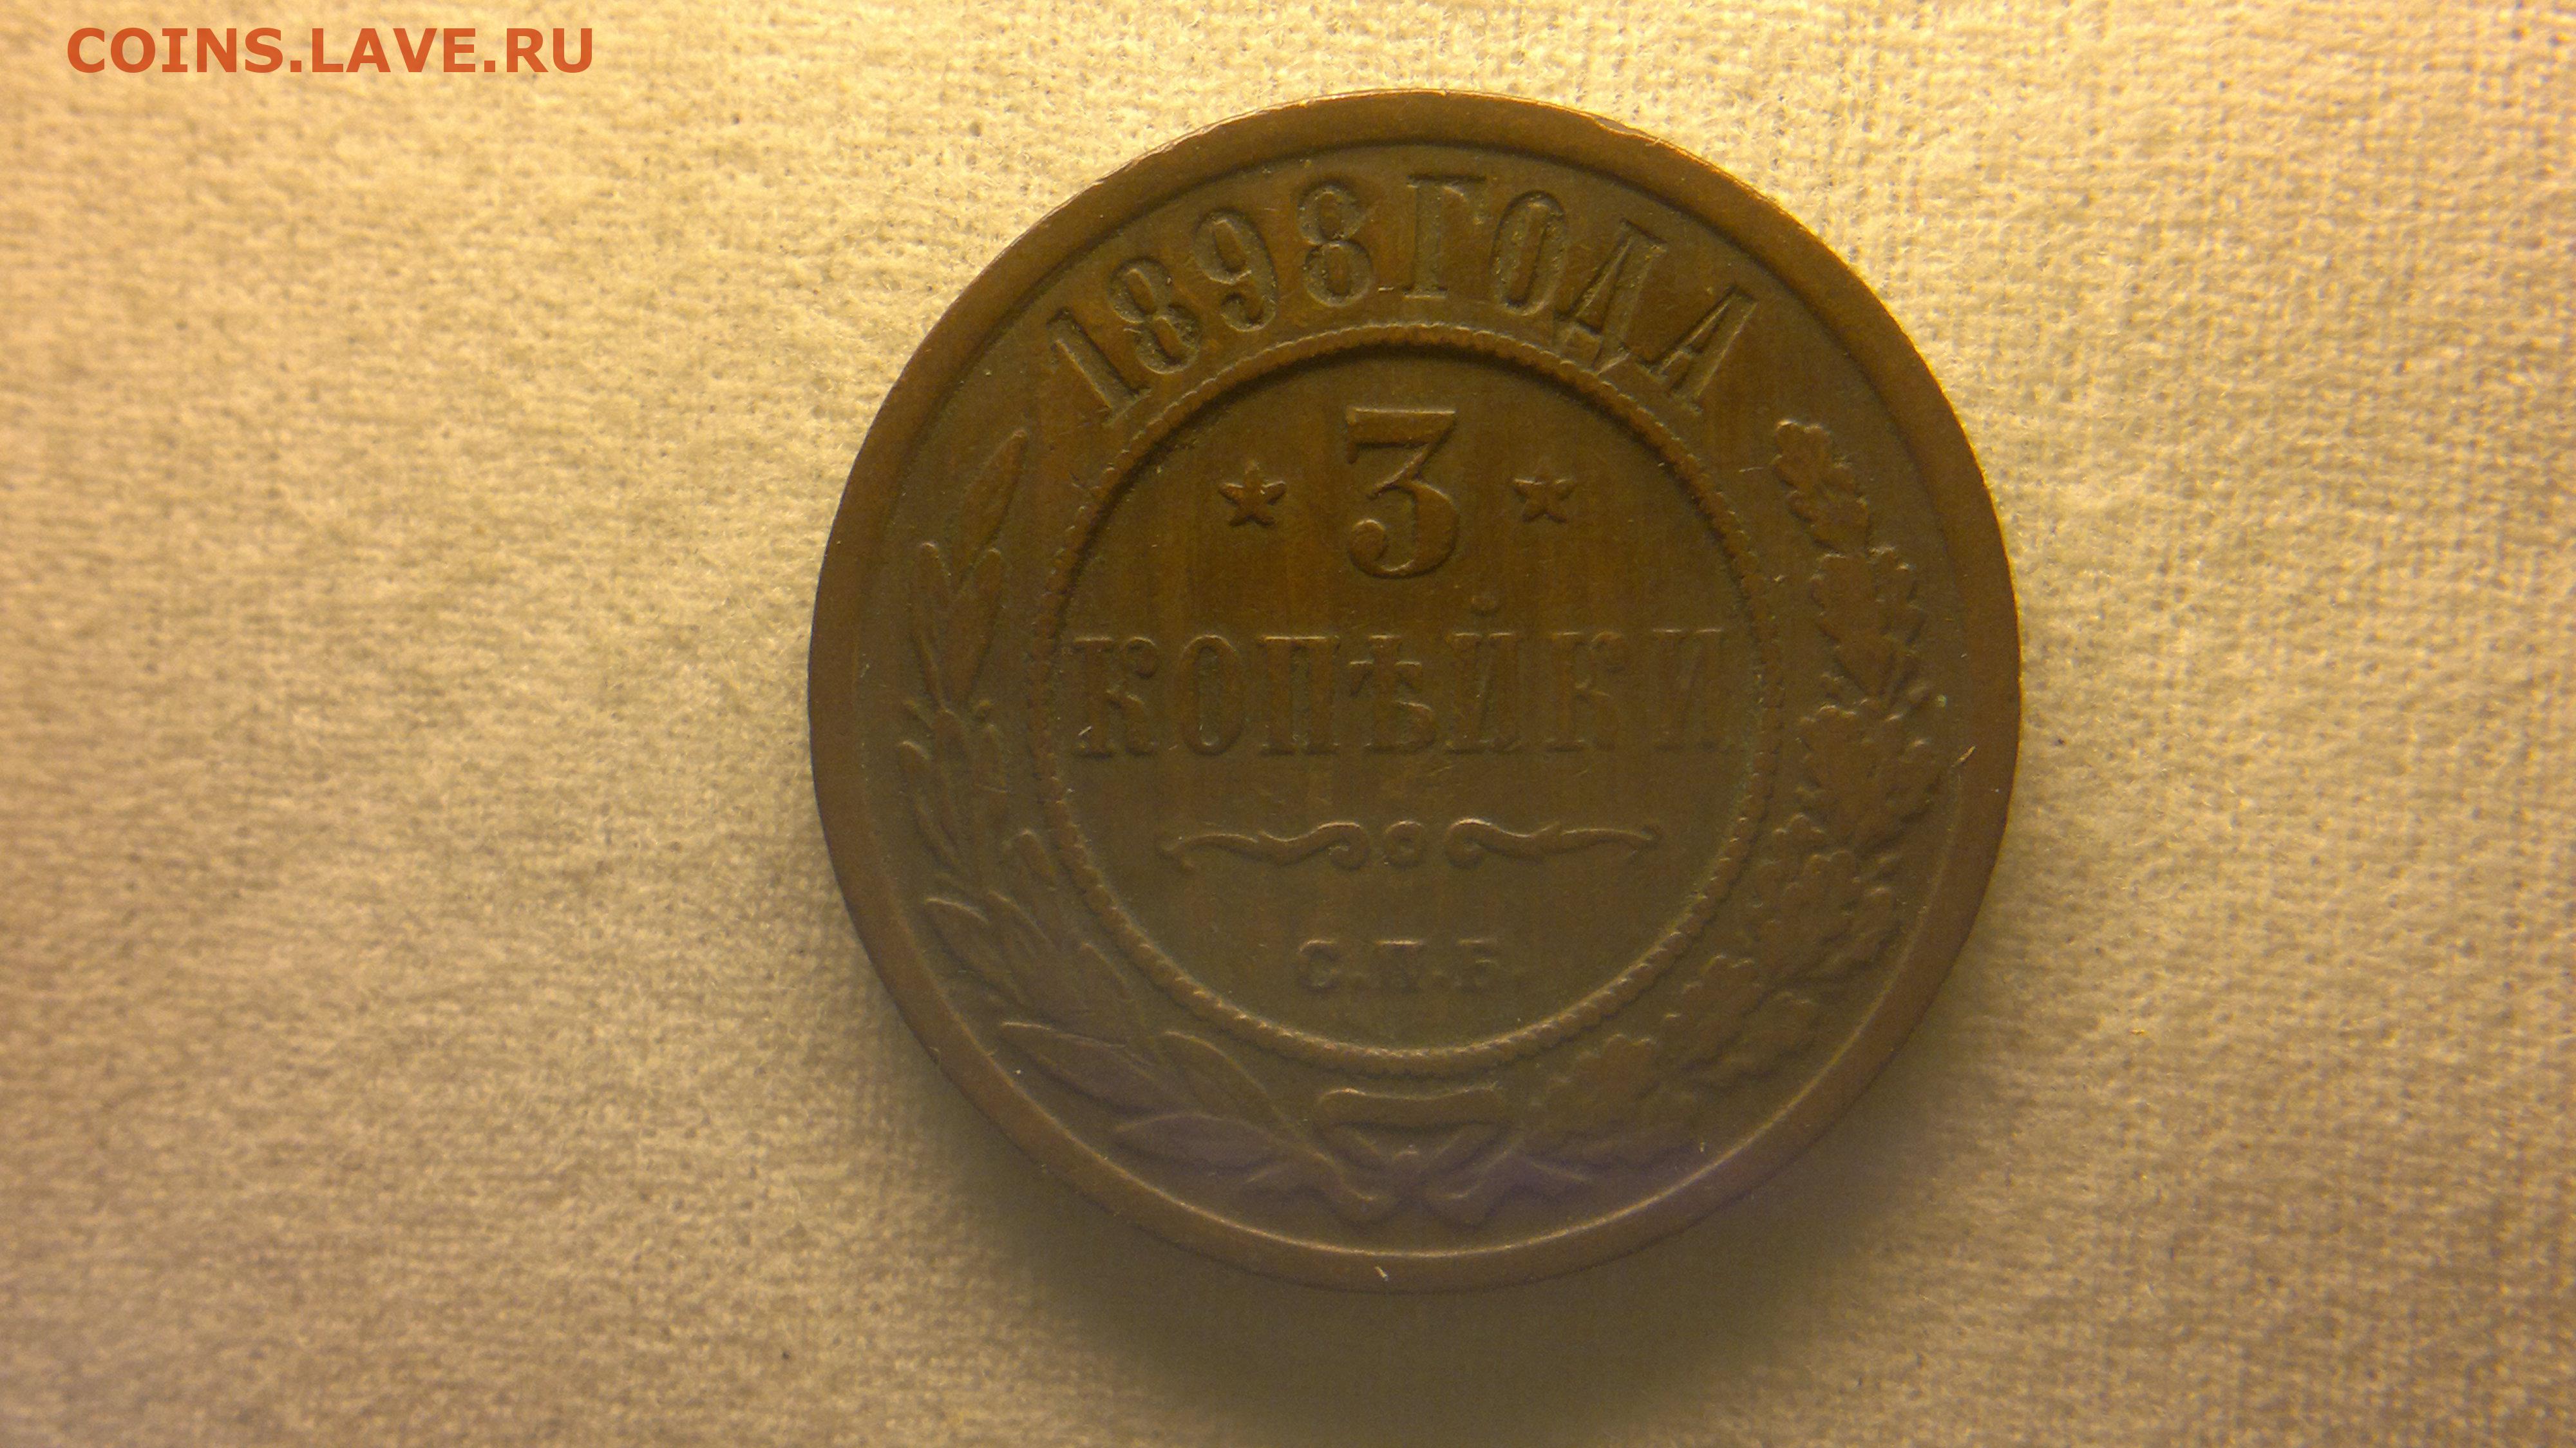 COINS.LAVE.RU
1898 ГОДА
3
КОПѢЙКИ
С.П.Б.